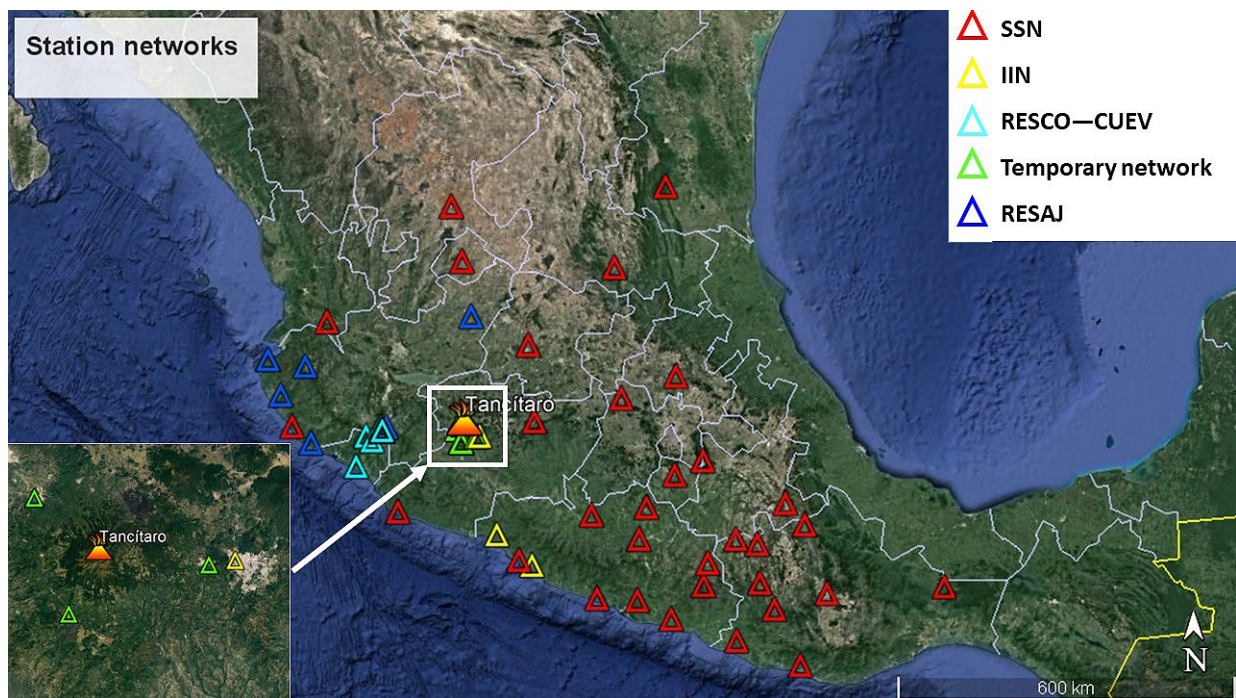 Station networks
SSN
IIN
RESCO—CUEV
Temporary network
RESAJ
Tancítaro
Tancítaro
N
600 km